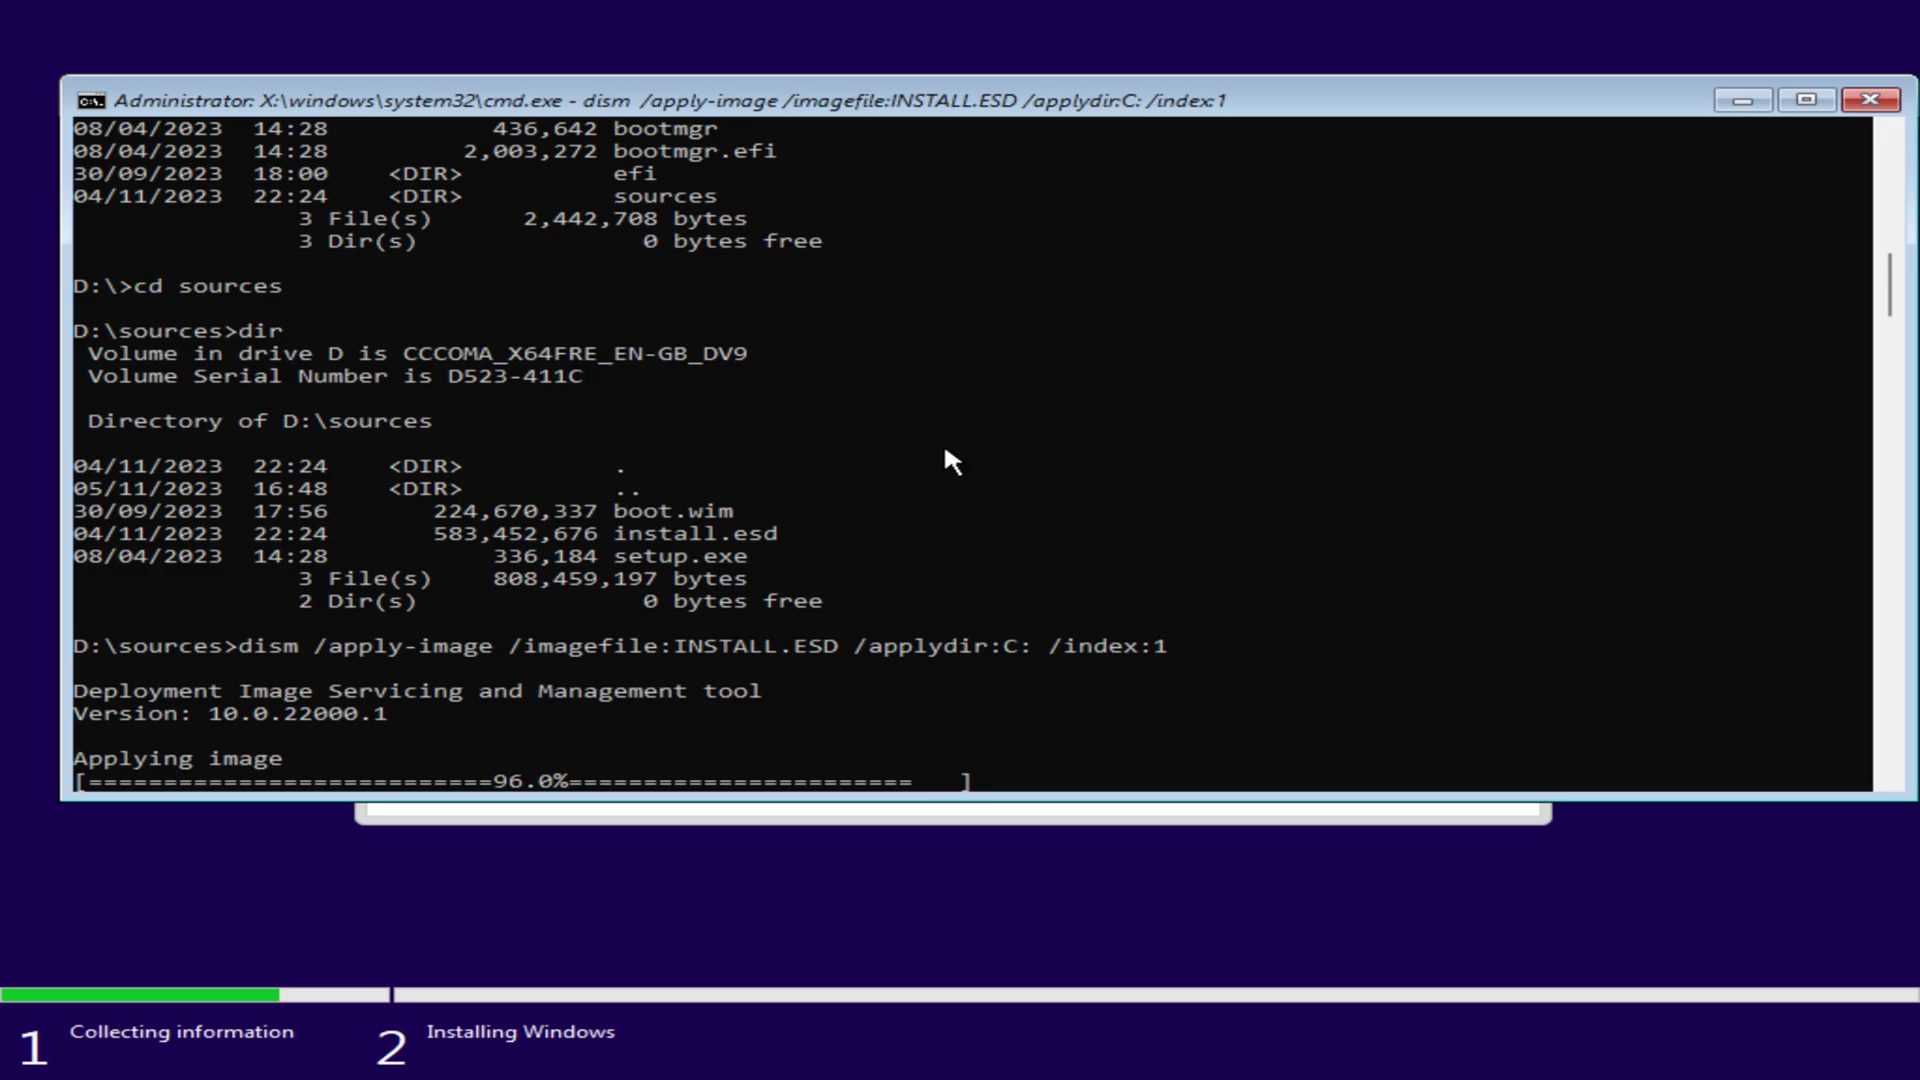 Administrator: X:\windows\system32\cmd.exe - dism /apply-image /imagefile:INSTALL.ESD /applydir:C: /index:1
08/04/2023  14:28           436,642 bootmgr
08/04/2023  14:28         2,003,272 bootmgr.efi
30/09/2023  18:00    <DIR>          efi
04/11/2023  22:24    <DIR>          sources
               3 File(s)      2,442,708 bytes
               3 Dir(s)               0 bytes free
D:\>cd sources
D:\sources>dir
 Volume in drive D is CCCOMA_X64FRE_EN-GB_DV9
 Volume Serial Number is D523-411C
 Directory of D:\sources
04/11/2023  22:24    <DIR>          .
05/11/2023  16:48    <DIR>          ..
30/09/2023  17:56       224,670,337 boot.wim
04/11/2023  22:24       583,452,676 install.esd
08/04/2023  14:28           336,184 setup.exe
               3 File(s)    808,459,197 bytes
               2 Dir(s)               0 bytes free
D:\sources>dism /apply-image /imagefile:INSTALL.ESD /applydir:C: /index:1
Deployment Image Servicing and Management tool
Version: 10.0.22000.1
Applying image
[===========================96.0%=======================   ]
1 Collecting information
2 Installing Windows